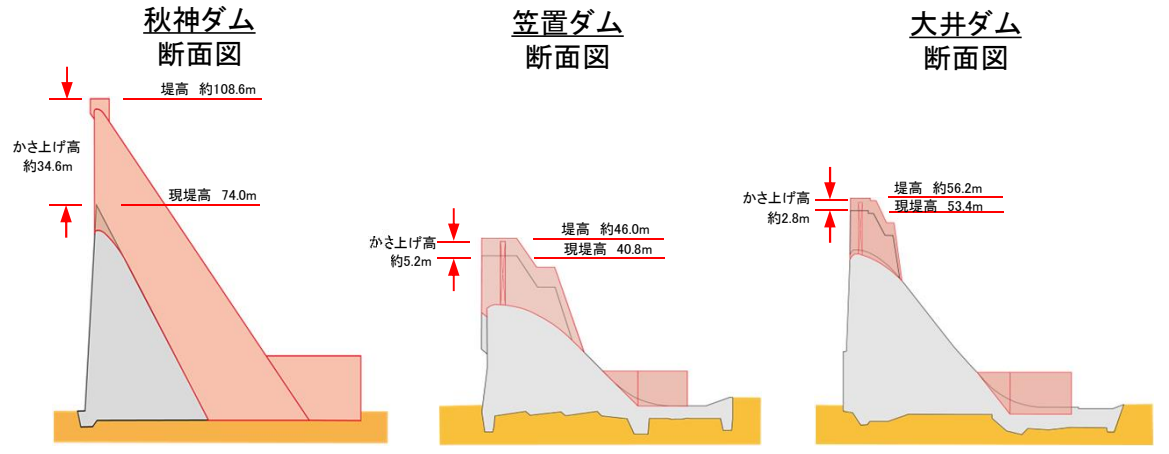 秋神ダム
断面図
堤高 約108.6m
かさ上げ高
約34.6m
現堤高 74.0m
笠置ダム
断面図
堤高 約46.0m
かさ上げ高
約5.2m
現堤高 40.8m
大井ダム
断面図
堤高 約56.2m
かさ上げ高
約2.8m
現堤高 53.4m